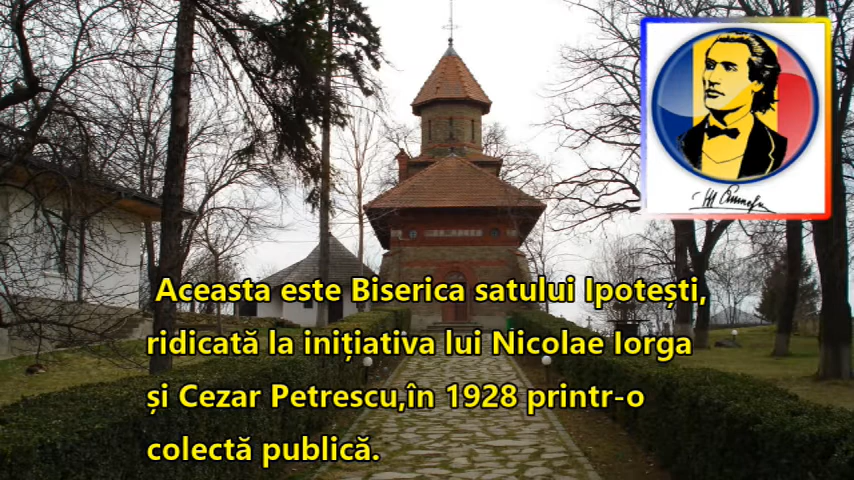 Aceasta este Biserica satului Ipotești,
ridicată la inițiativa lui Nicolae Iorga
și Cezar Petrescu,în 1928 printr-o
colectă publică.